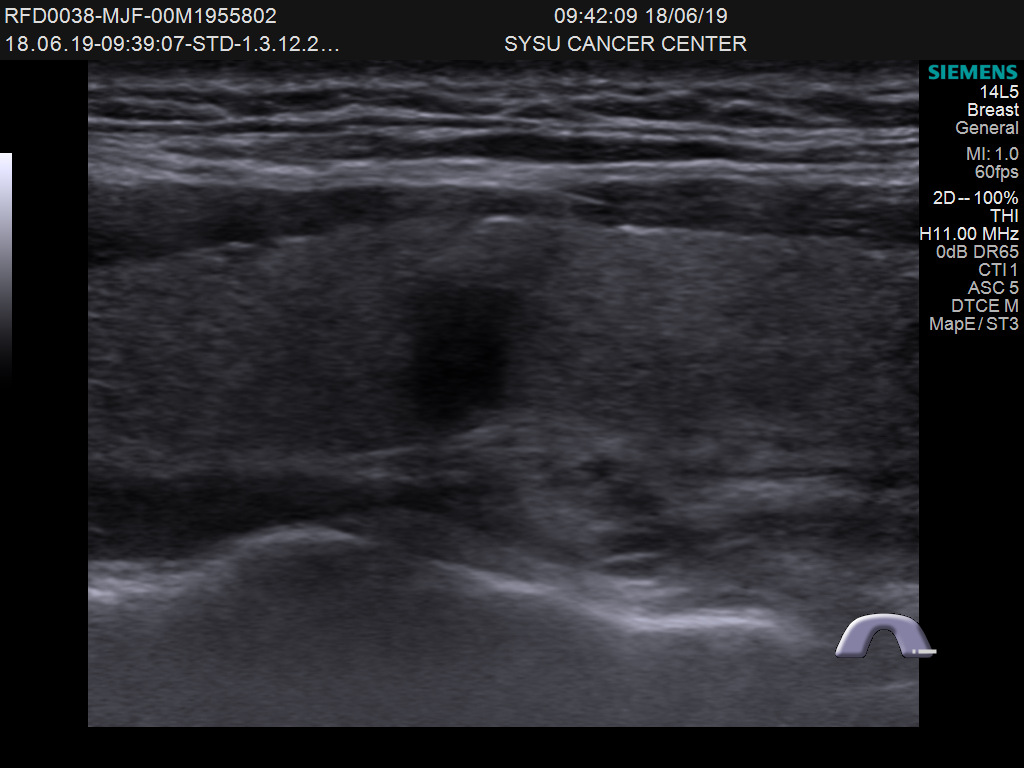 RFD0038-MJF-00M1955802
09:42:09 18/06/19
18.06.19-09:39:07-STD-1.3.12.2...
SYSU CANCER CENTER
SIEMENS
14L5
Breast
General
MI: 1.0
60fps
2D-- 100%
THI
H11.00 MHz
0dB DR65
CTI 1
ASC 5
DTCE M
MapE / ST3